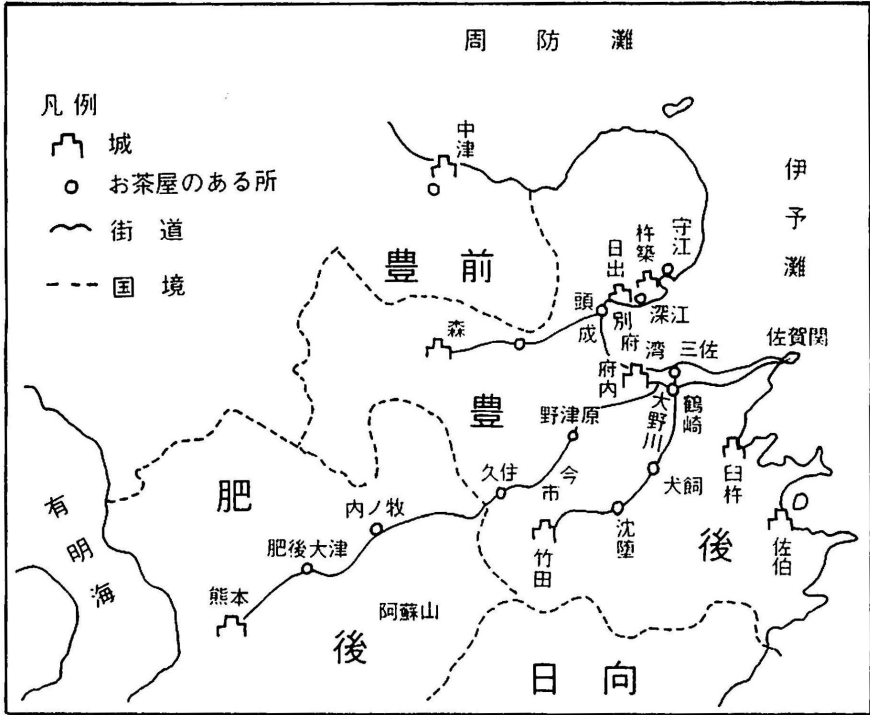 周防灘
凡例
城
お茶屋のある所
街道
国境
中津
伊予灘
豊前
守江
杵築
日出
深江
頭成
別府湾
森
三佐
佐賀関
府内
鶴崎
大野川
豊
野津原
今市
久住
犬飼
臼杵
後
佐伯
沈堕
竹田
肥
内ノ牧
肥後大津
有明海
熊本
阿蘇山
後
日向